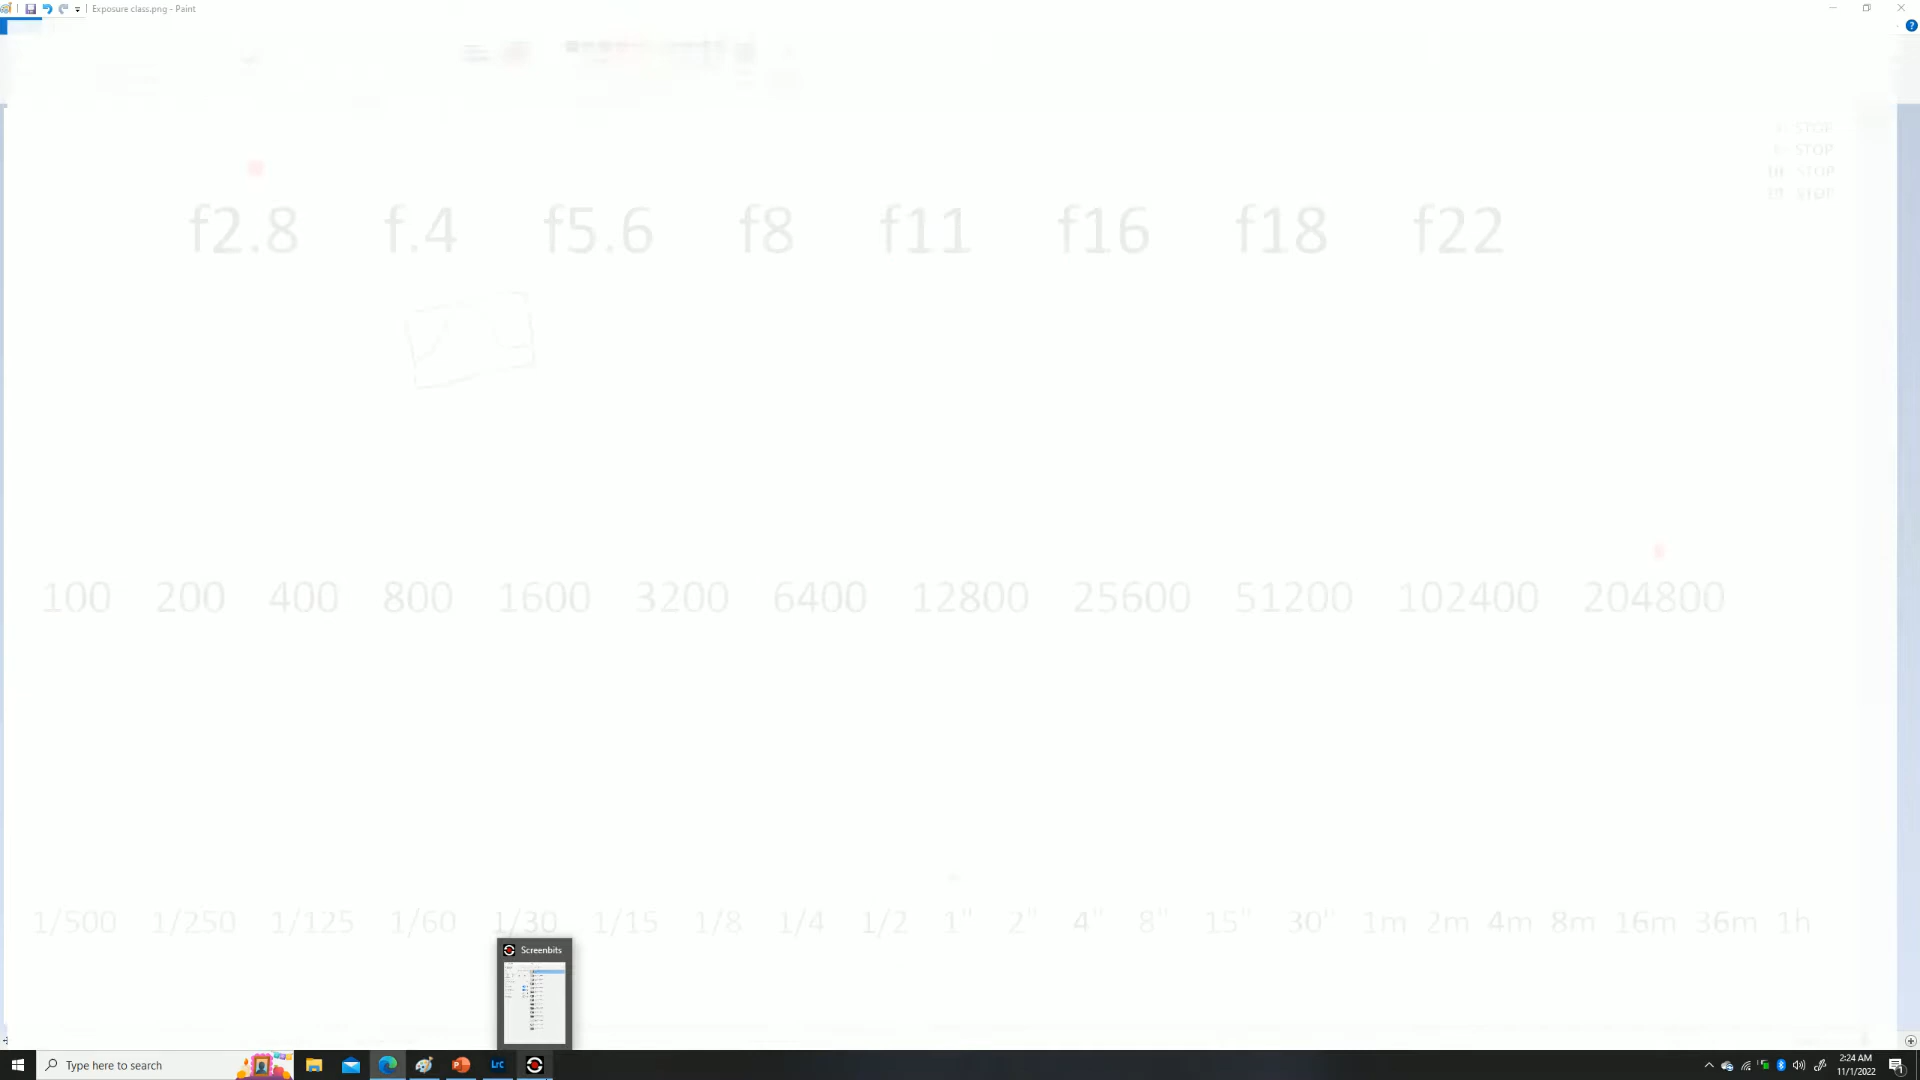 Exposure class.png - Paint
STOP
STOP
STOP
STOP
f2.8 f.4 f5.6 f8 f11 f16 f18 f22
100 200 400 800 1600 3200 6400 12800 25600 51200 102400 204800
1/500 1/250 1/125 1/60 1/30 1/15 1/8 1/4 1/2 1" 2" 4" 8" 15" 30" 1m 2m 4m 8m 16m 36m 1h
Screenbits
Type here to search
LrC
2:24 AM
11/1/2022